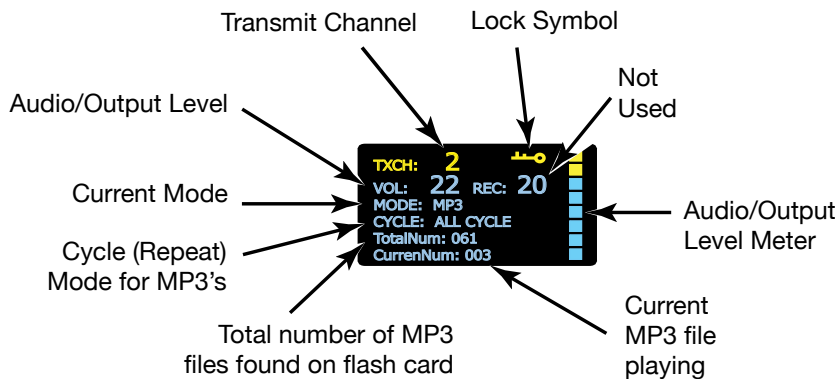 Transmit Channel
Lock Symbol
Not
Used
Audio/Output Level
Current Mode
Cycle (Repeat)
Mode for MP3's
Total number of MP3
files found on flash card
TXCH: 2
VOL: 22 REC: 20
MODE: MP3
CYCLE: ALL CYCLE
TotalNum: 061
CurrenNum: 003
Audio/Output
Level Meter
Current
MP3 file
playing